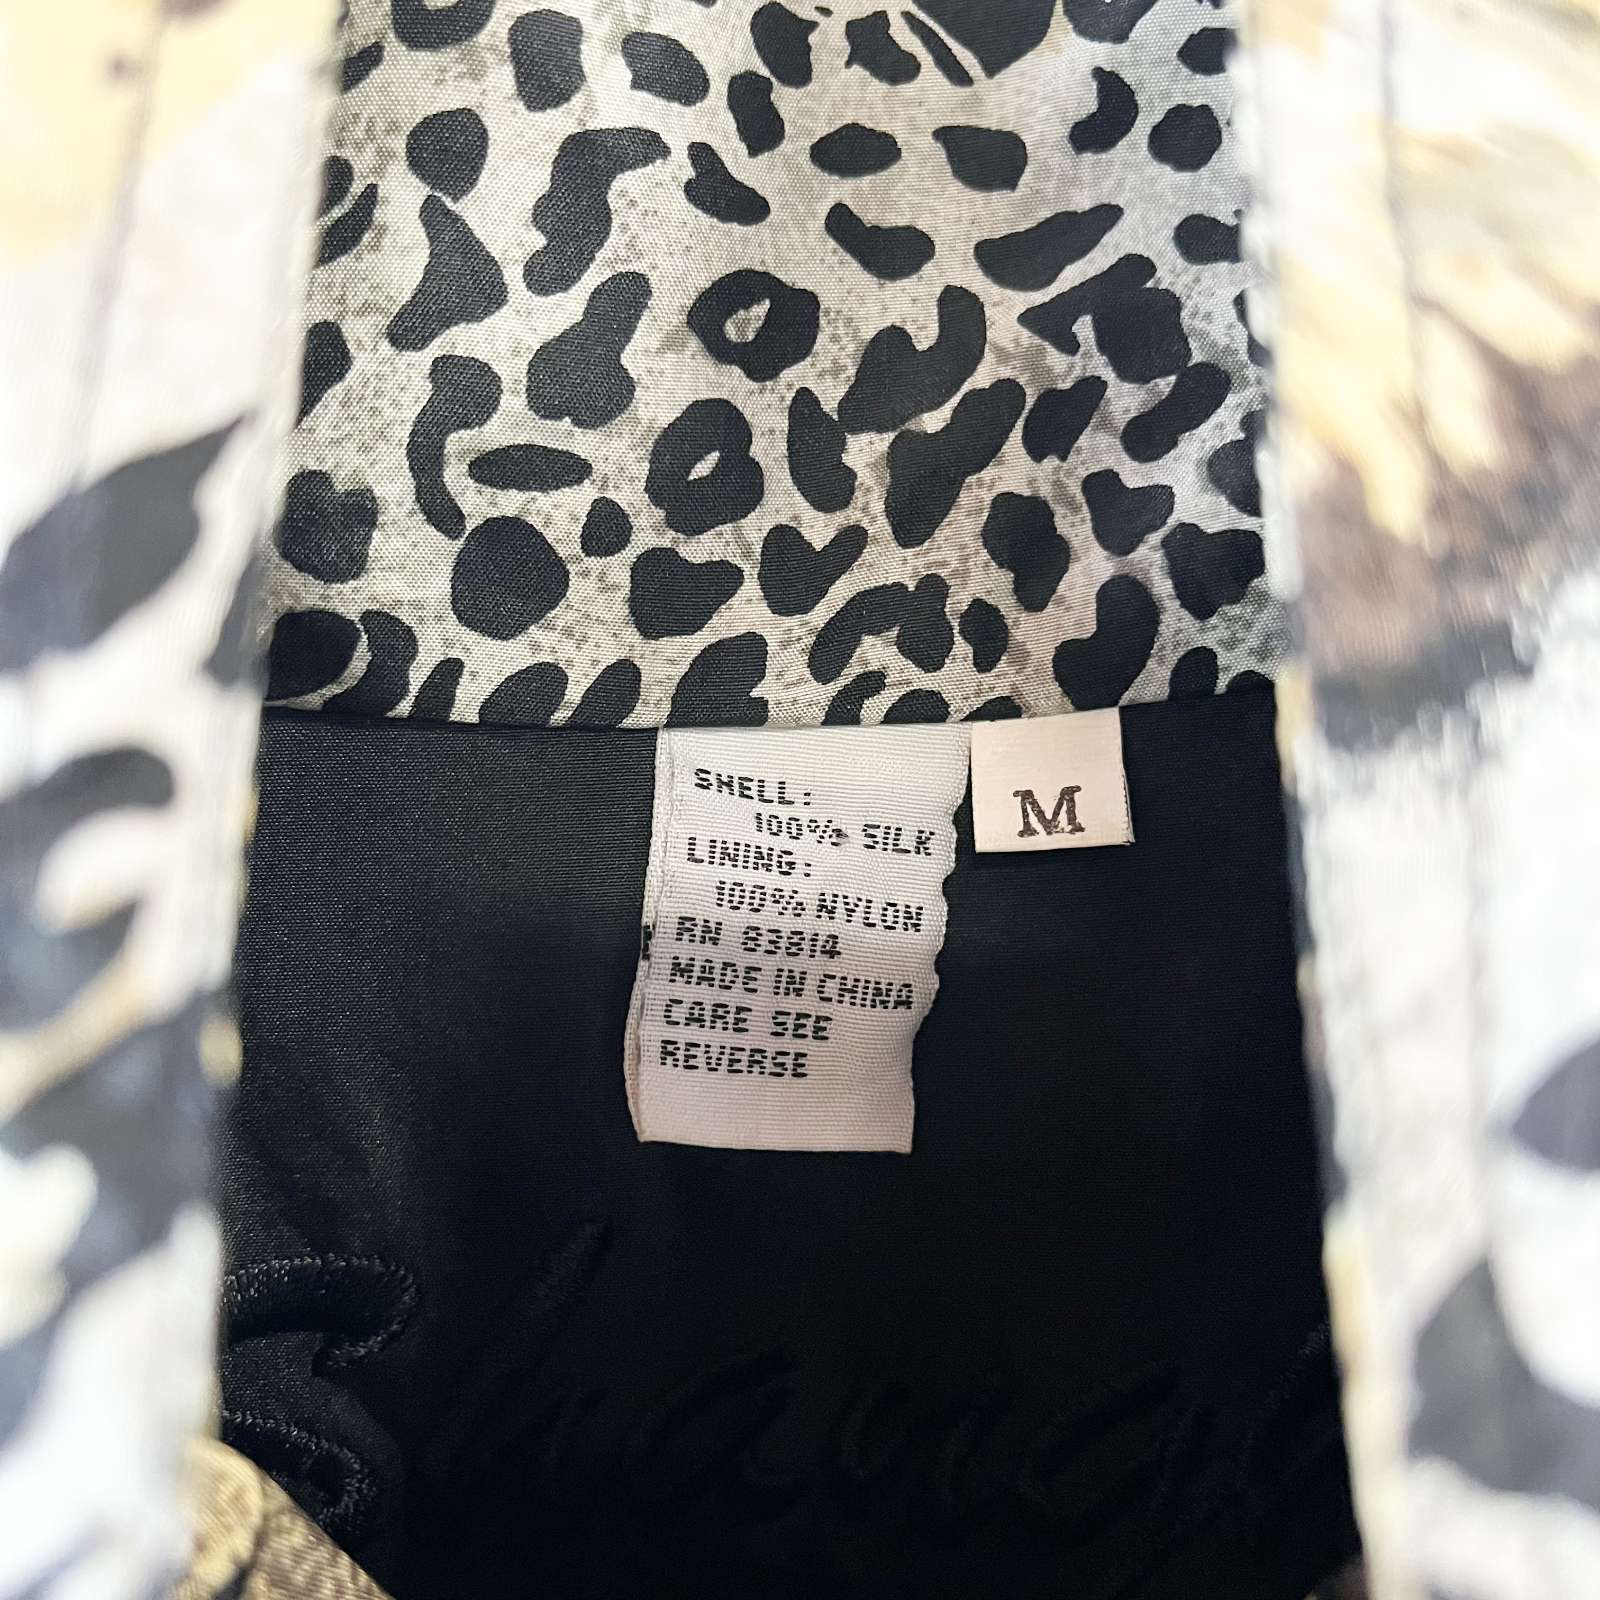 SHELL:
100% SILK
LINING:
100% NYLON
RN 83814
MADE IN CHINA
CARE SEE
REVERSE
M